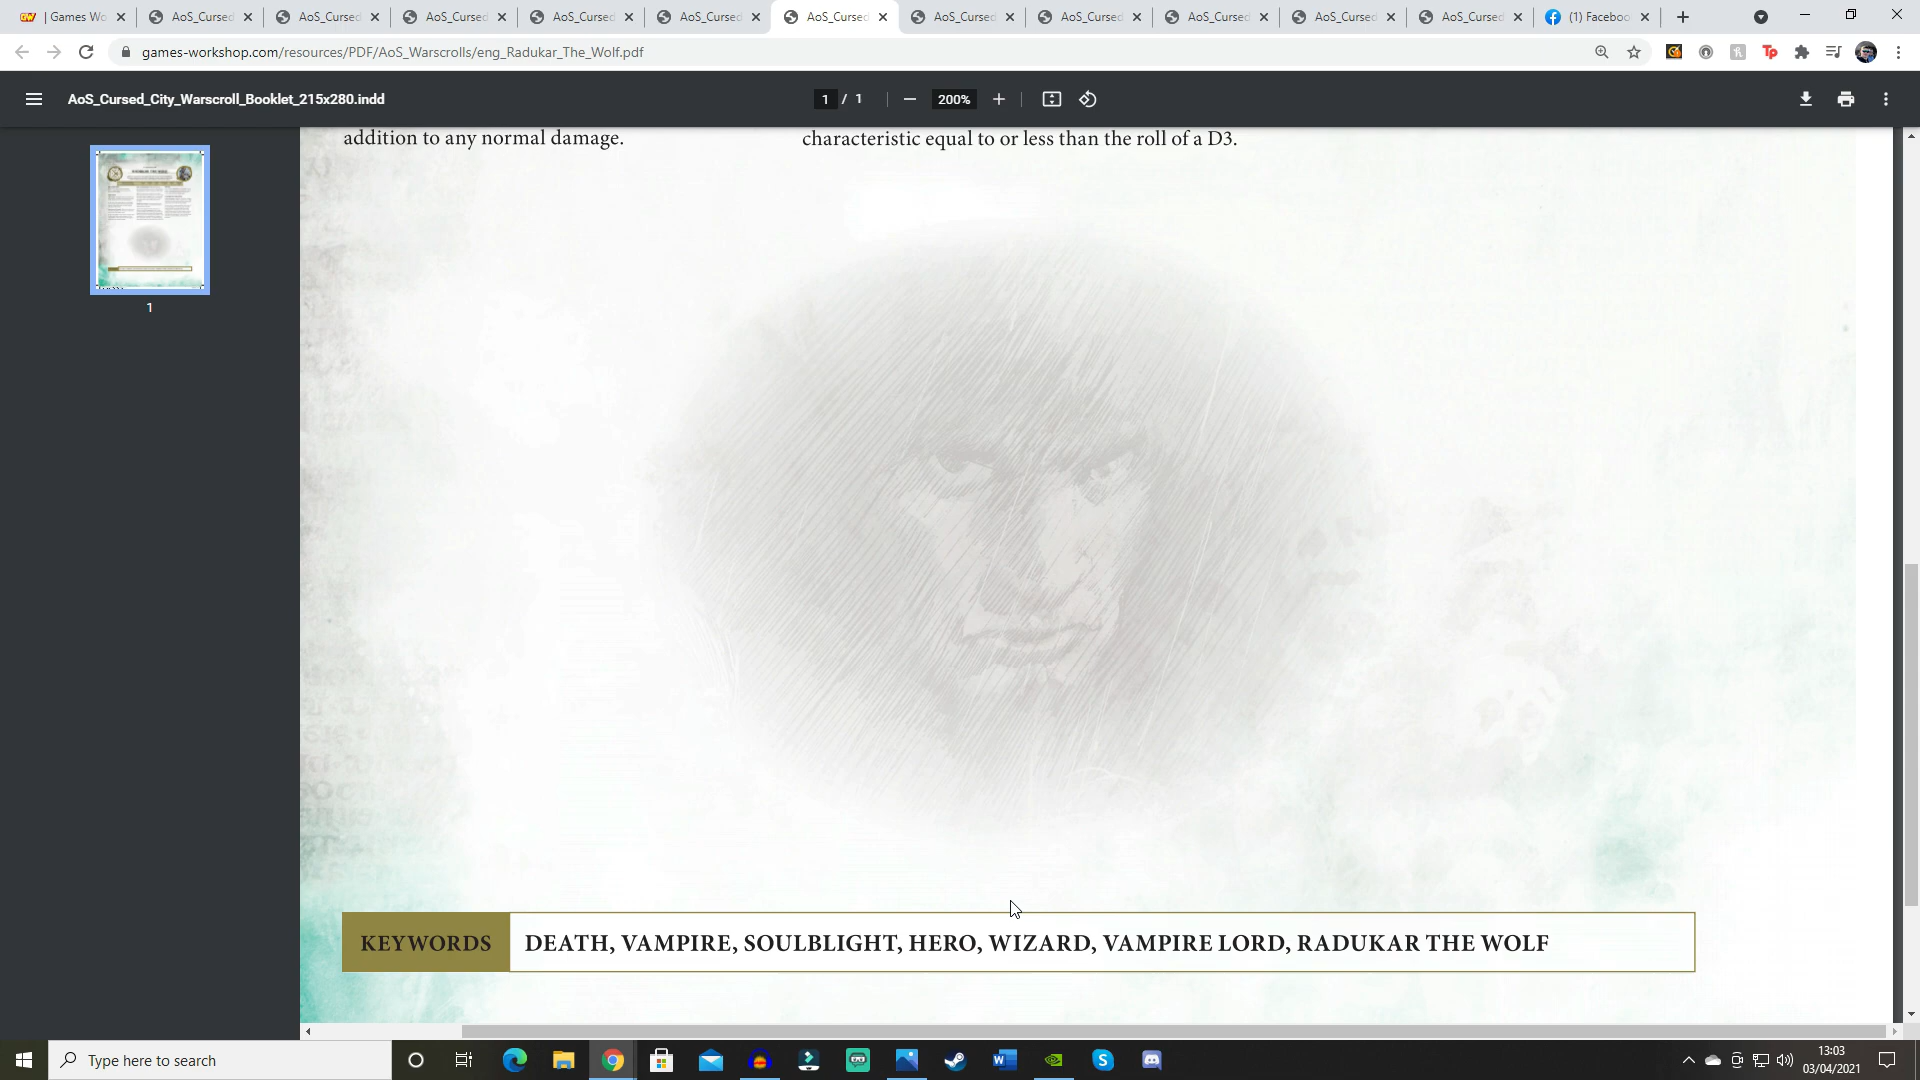 | Games Wo
AoS_Cursed
AoS_Cursed
AoS_Cursed
AoS_Cursed
AoS_Cursed
AoS_Cursed
AoS_Cursed
AoS_Cursed
AoS_Cursed
AoS_Cursed
AoS_Cursed
(1) Faceboo
games-workshop.com/resources/PDF/AoS_Warscrolls/eng_Radukar_The_Wolf.pdf
AoS_Cursed_City_Warscroll_Booklet_215x280.indd
1 / 1
200%
addition to any normal damage.
characteristic equal to or less than the roll of a D3.
1
KEYWORDS
DEATH, VAMPIRE, SOULBLIGHT, HERO, WIZARD, VAMPIRE LORD, RADUKAR THE WOLF
Type here to search
13:03
03/04/2021